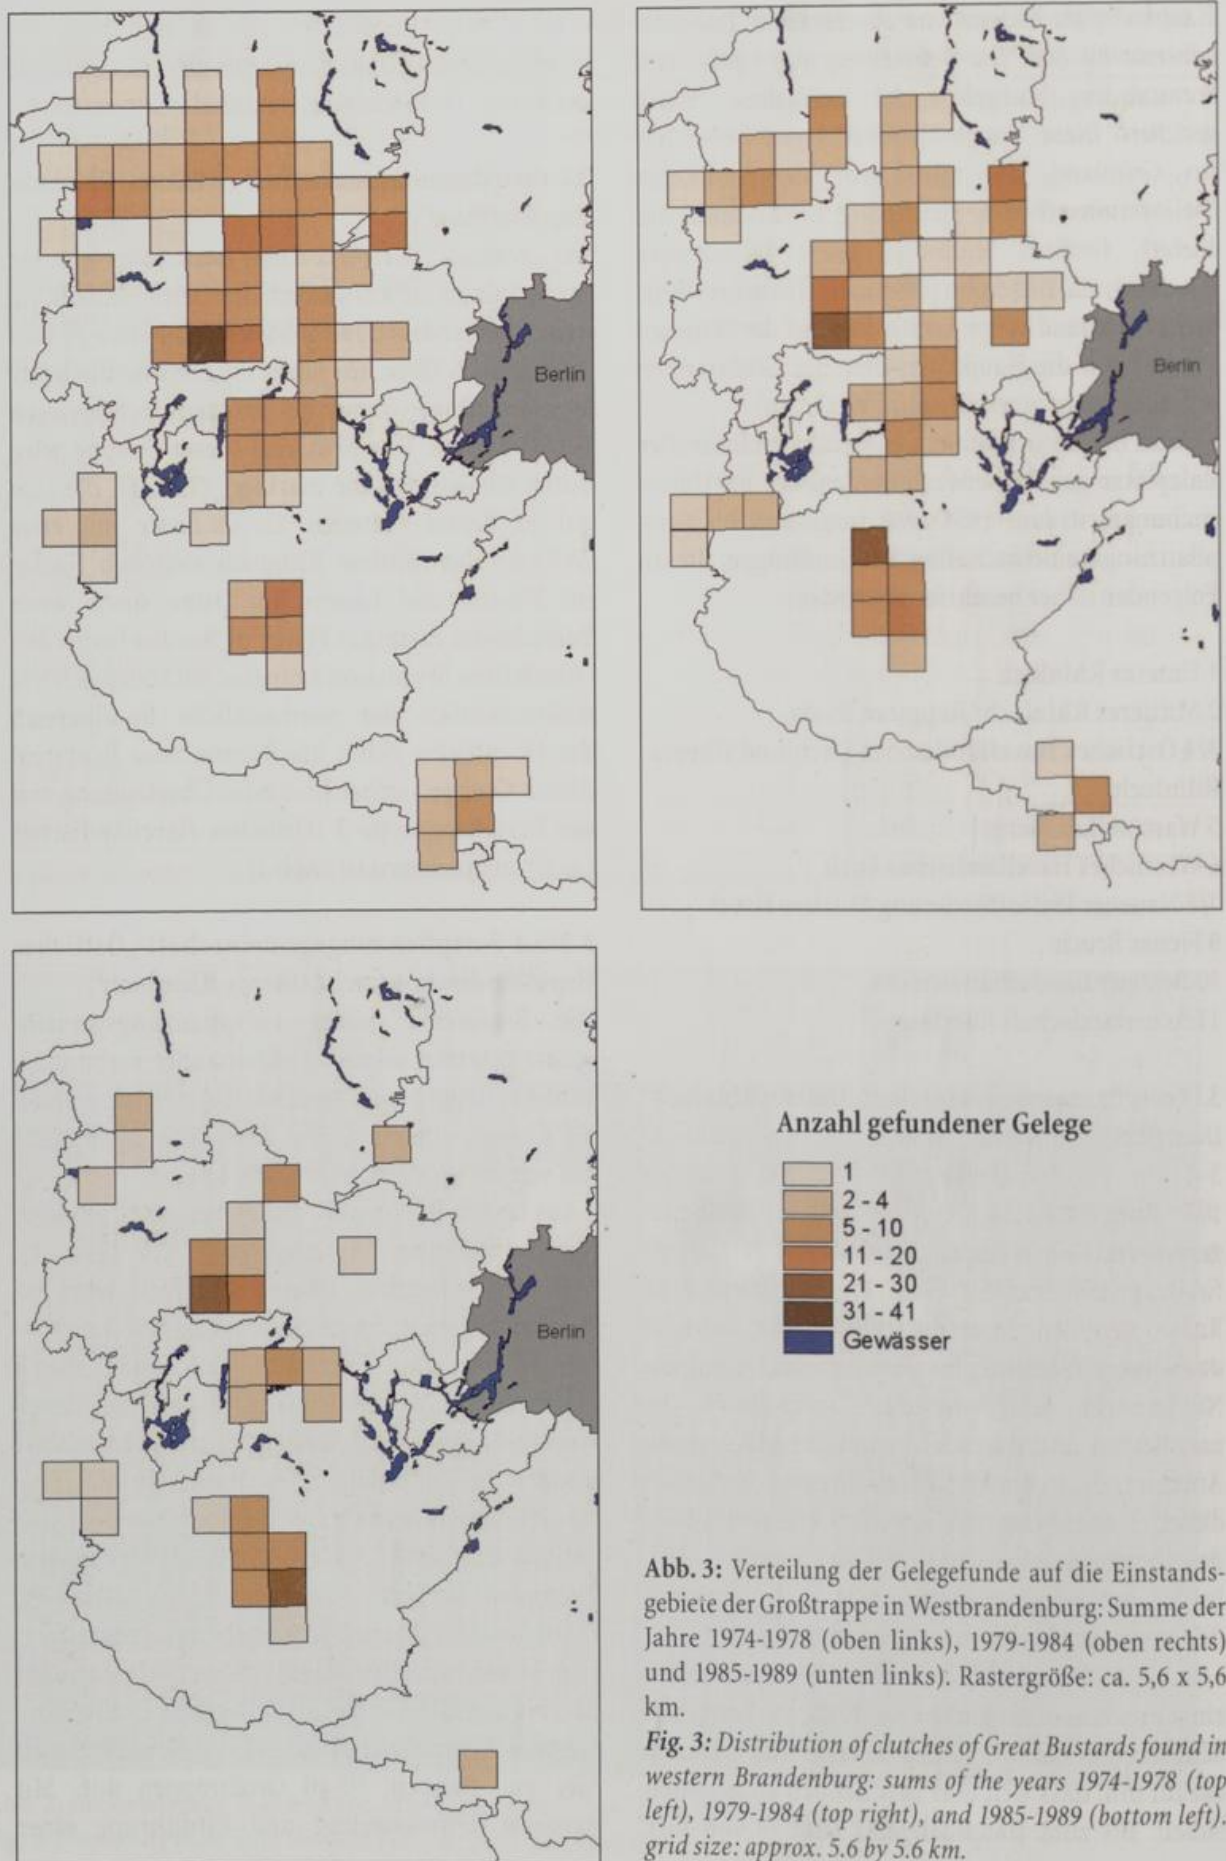 Berlin
Berlin
Berlin
Anzahl gefundener Gelege
1
2 - 4
5 - 10
11 - 20
21 - 30
31 - 41
Gewässer
Abb. 3: Verteilung der Gelegefunde auf die Einstands-
gebiete der Großtrappe in Westbrandenburg: Summe der
Jahre 1974-1978 (oben links), 1979-1984 (oben rechts)
und 1985-1989 (unten links). Rastergröße: ca. 5,6 x 5,6
km.
Fig. 3: Distribution of clutches of Great Bustards found in
western Brandenburg: sums of the years 1974-1978 (top
left), 1979-1984 (top right), and 1985-1989 (bottom left).
grid size: approx. 5.6 by 5.6 km.